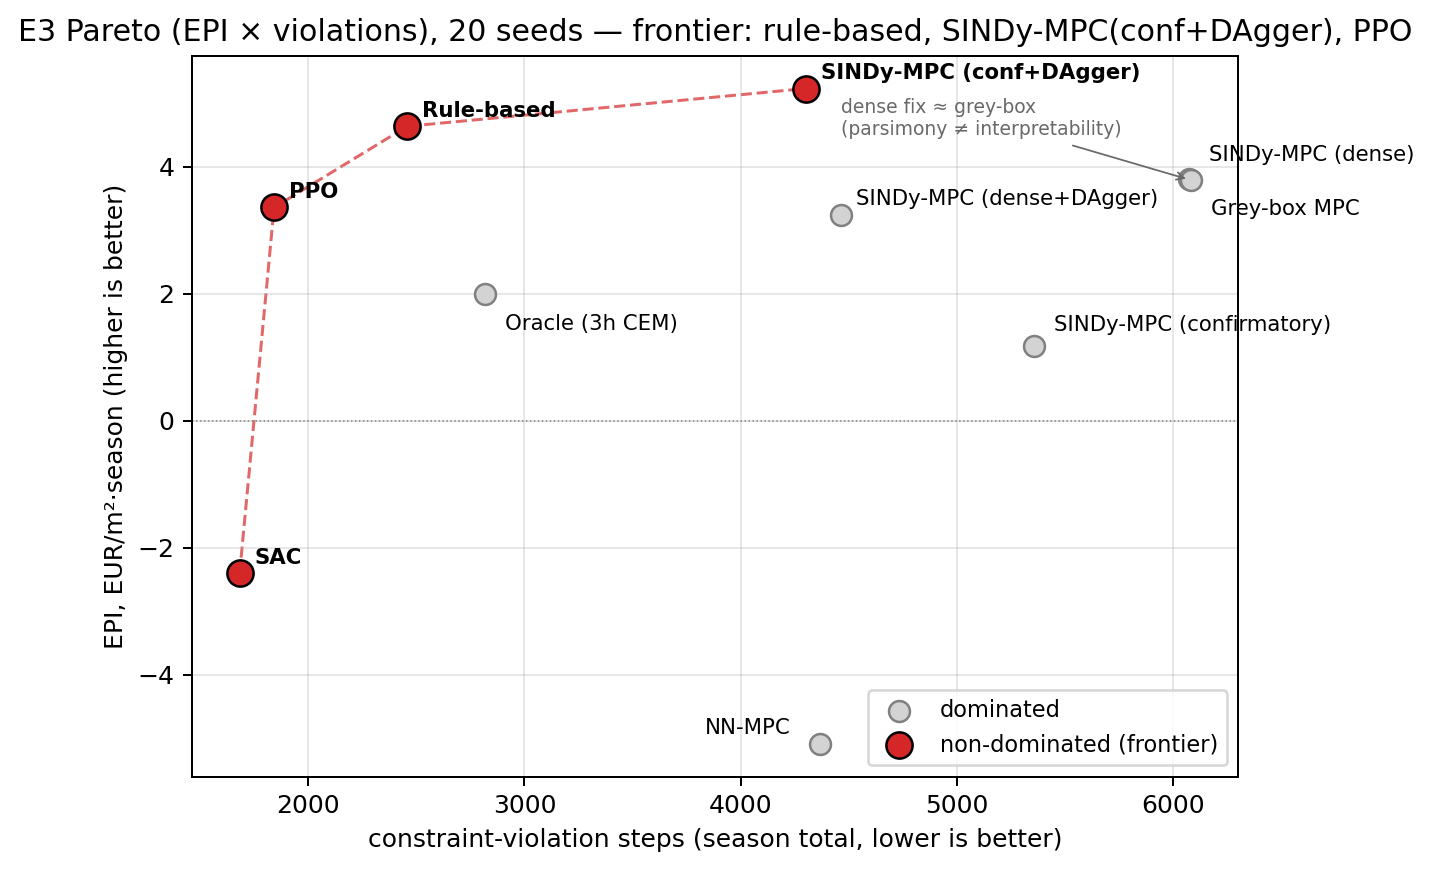 E3 Pareto (EPI × violations), 20 seeds — frontier: rule-based, SINDy-MPC(conf+DAgger), PPO
SINDy-MPC (conf+DAgger)
dense fix ≈ grey-box
(parsimony ≠ interpretability)
Rule-based
SINDy-MPC (dense)
PPO
SINDy-MPC (dense+DAgger)
Grey-box MPC
Oracle (3h CEM)
SINDy-MPC (confirmatory)
SAC
NN-MPC
dominated
non-dominated (frontier)
4
2
0
−2
−4
EPI, EUR/m²·season (higher is better)
2000
3000
4000
5000
6000
constraint-violation steps (season total, lower is better)